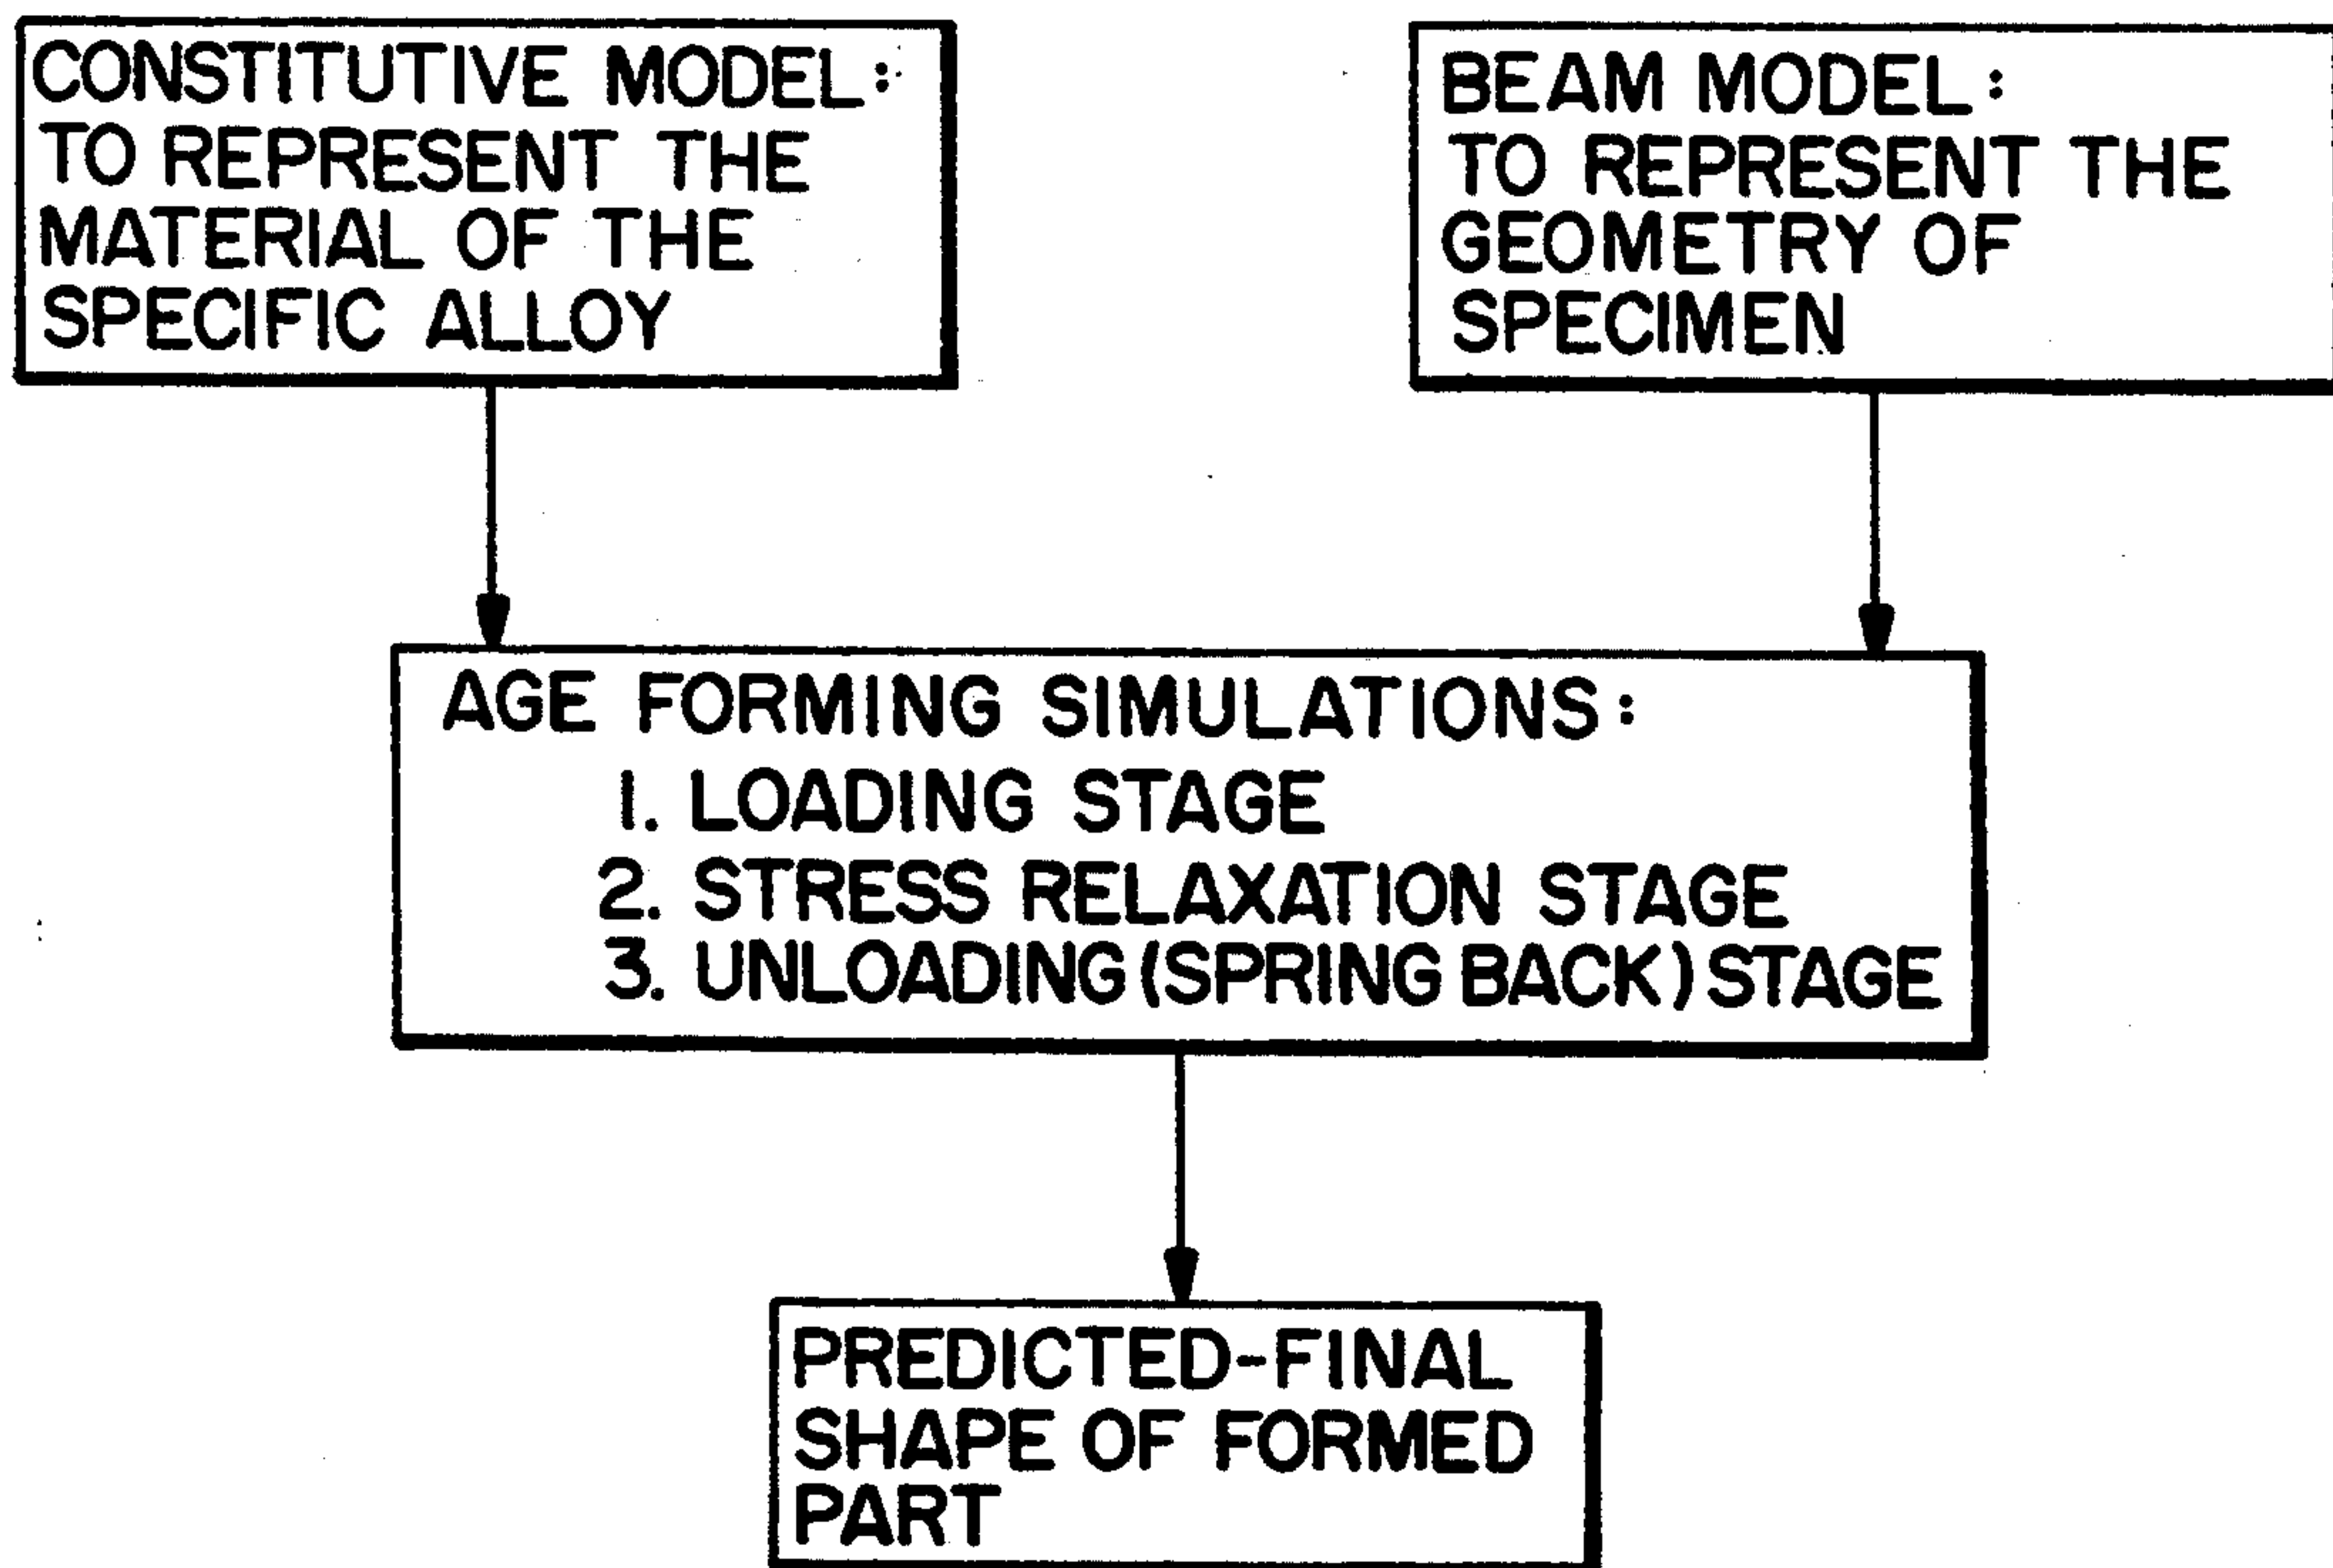 CONSTITUTIVE MODEL:
TO REPRESENT THE
MATERIAL OF THE
SPECIFIC ALLOY
BEAM MODEL:
TO REPRESENT THE
GEOMETRY OF
SPECIMEN
AGE FORMING SIMULATIONS:
1. LOADING STAGE
2. STRESS RELAXATION STAGE
3. UNLOADING (SPRING BACK) STAGE
PREDICTED-FINAL
SHAPE OF FORMED
PART